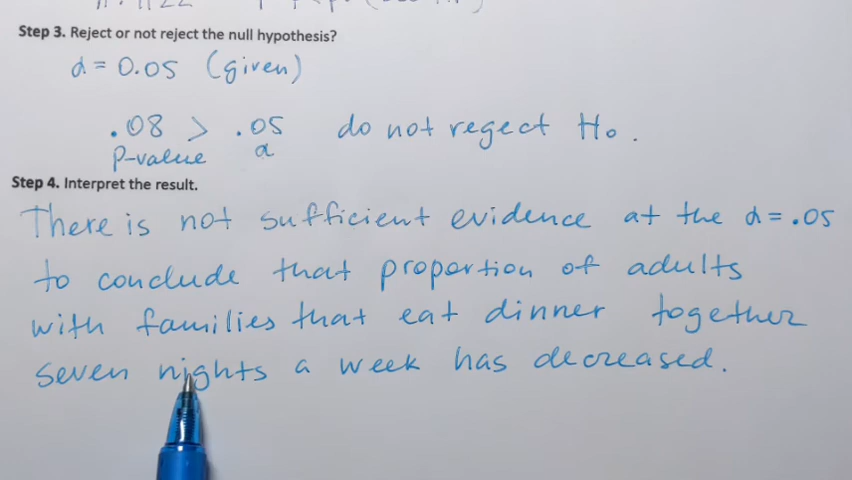 Step 3. Reject or not reject the null hypothesis?
α = 0.05 (given)
.08 > .05 do not regect Ho.
P-value α
Step 4. Interpret the result.
There is not sufficient evidence at the α = .05
to conclude that proportion of adults
with families that eat dinner together
seven nights a week has decreased.